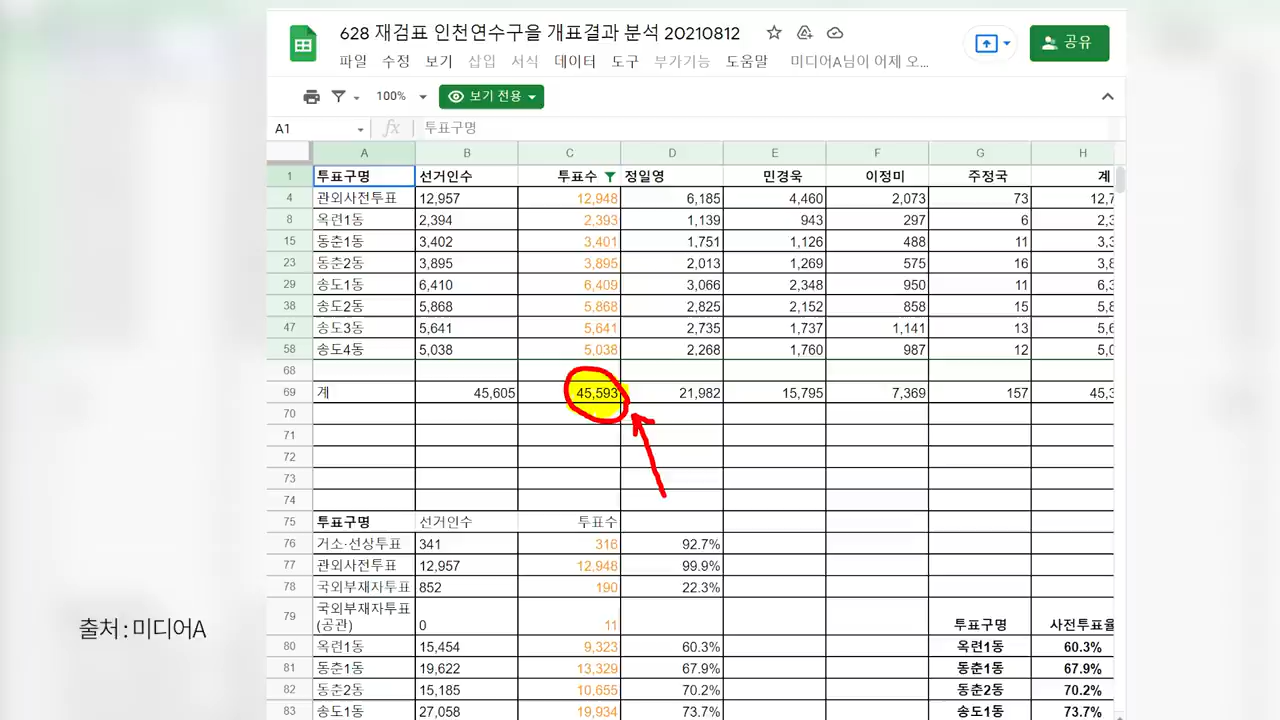 628 재검표 인천연수구을 개표결과 분석 20210812
파일 수정 보기 삽입 서식 데이터 도구 부가기능 도움말 미디어A님이 어제 오...
공유
100% 보기 전용
A1 fx 투표구명
A B C D E F G H
1 투표구명 선거인수 투표수 정일영 민경욱 이정미 주정국 계
4 관외사전투표 12,957 12,948 6,185 4,460 2,073 73 12,7
8 옥련1동 2,394 2,393 1,139 943 297 6 2,3
15 동춘1동 3,402 3,401 1,751 1,126 488 11 3,3
23 동춘2동 3,895 3,895 2,013 1,269 575 16 3,8
29 송도1동 6,410 6,409 3,066 2,348 950 11 6,3
38 송도2동 5,868 5,868 2,825 2,152 858 15 5,8
47 송도3동 5,641 5,641 2,735 1,737 1,141 13 5,6
58 송도4동 5,038 5,038 2,268 1,760 987 12 5,0
68
69 계 45,605 45,593 21,982 15,795 7,369 157 45,3
70
71
72
73
74
75 투표구명 선거인수 투표수
76 거소·선상투표 341 316 92.7%
77 관외사전투표 12,957 12,948 99.9%
78 국외부재자투표 852 190 22.3%
국외부재자투표
79 (공관) 0 11 투표구명 사전투표율
80 옥련1동 15,454 9,323 60.3% 옥련1동 60.3%
81 동춘1동 19,622 13,329 67.9% 동춘1동 67.9%
82 동춘2동 15,185 10,655 70.2% 동춘2동 70.2%
83 송도1동 27,058 19,934 73.7% 송도1동 73.7%
출처 : 미디어A